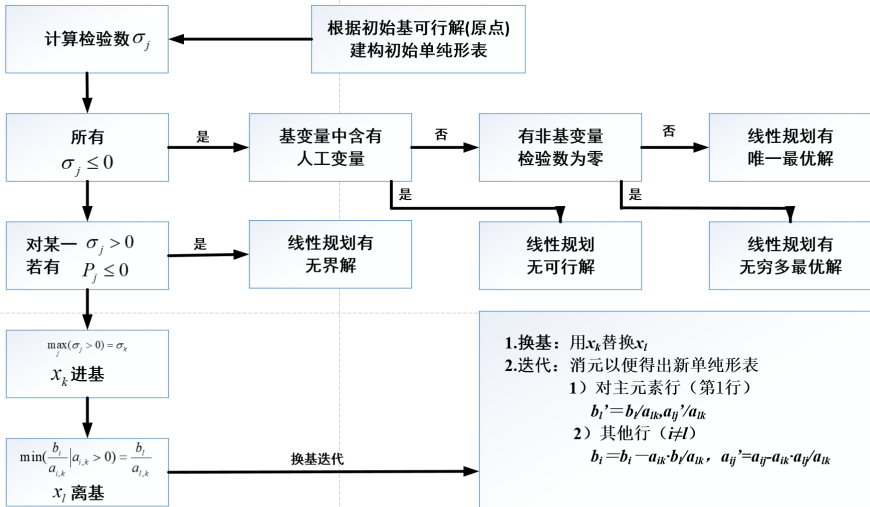 计算检验数σj
根据初始基可行解(原点)
建构初始单纯形表
所有
σj≤0
是
基变量中含有
人工变量
否
有非基变量
检验数为零
否
线性规划有
唯一最优解
是
是
对某一 σj>0
若有 Pj≤0
是
线性规划有
无界解
线性规划
无可行解
线性规划有
无穷多最优解
max(σj>0)=σk
j
xk进基
min(bi/ai,k|ai,k>0)=bl/al,k
xl离基
换基迭代
1.换基：用xk替换xl
2.迭代：消元以便得出新单纯形表
1）对主元素行（第l行）
bl’=bl/alk,alj’/alk
2）其他行（i≠l）
bi=bi－aik·bl/alk，aij’=aij-aik·alj/alk